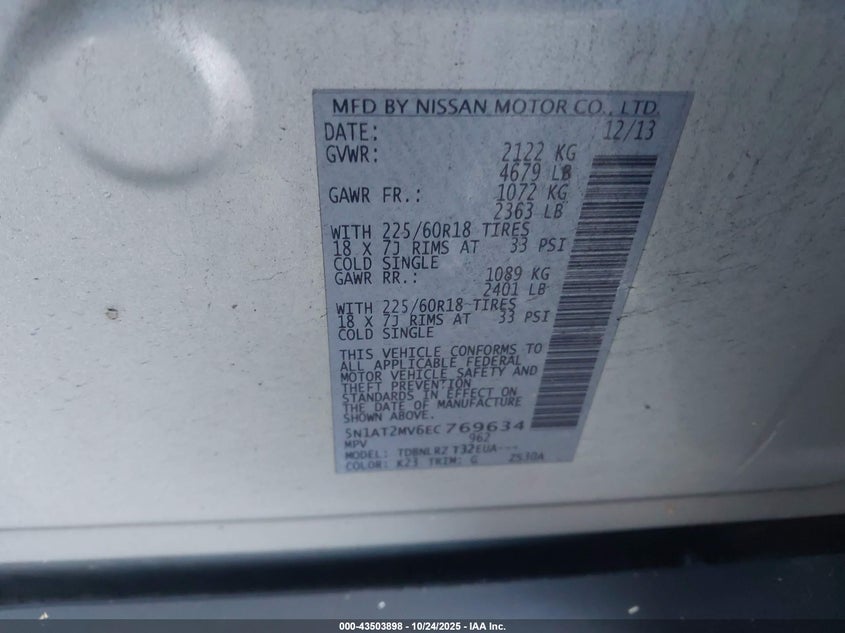 MFD BY NISSAN MOTOR CO., LTD.
DATE: 12/13
GVWR: 2122 KG
4679 LB
GAWR FR.: 1072 KG
2363 LB
WITH 225/60R18 TIRES
18 X 7J RIMS AT 33 PSI
COLD SINGLE
GAWR RR.: 1089 KG
2401 LB
WITH 225/60R18 TIRES
18 X 7J RIMS AT 33 PSI
COLD SINGLE
THIS VEHICLE CONFORMS TO
ALL APPLICABLE FEDERAL
MOTOR VEHICLE SAFETY AND
THEFT PREVENTION
STANDARDS IN EFFECT ON
THE DATE OF MANUFACTURE
SHOWN ABOVE.
5N1AT2MV6EC769634
MPV 962
MODEL: TDBNLRZ T32EUA---
COLOR: K23 TRIM: G ZS30A
000-43503898 • 10/24/2025 • IAA Inc.